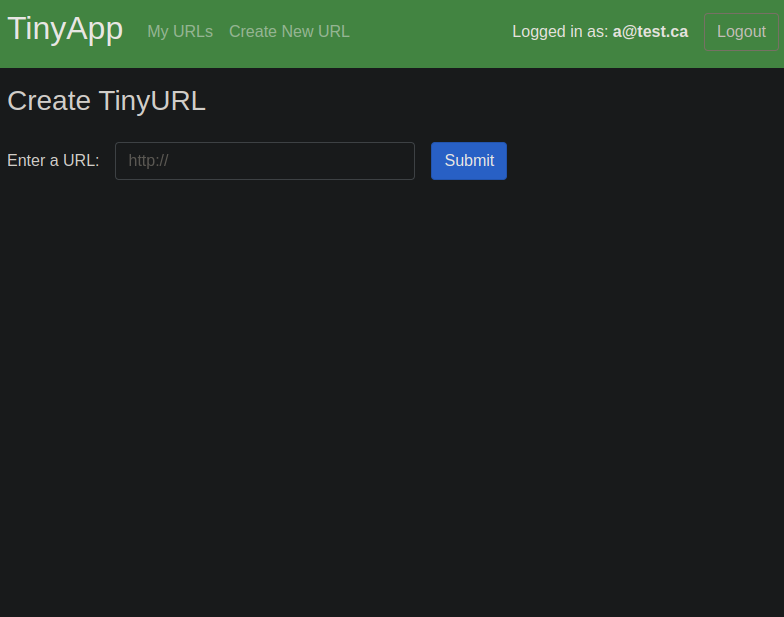 TinyApp My URLs Create New URL Logged in as: a@test.ca Logout
Create TinyURL
Enter a URL: http:// Submit